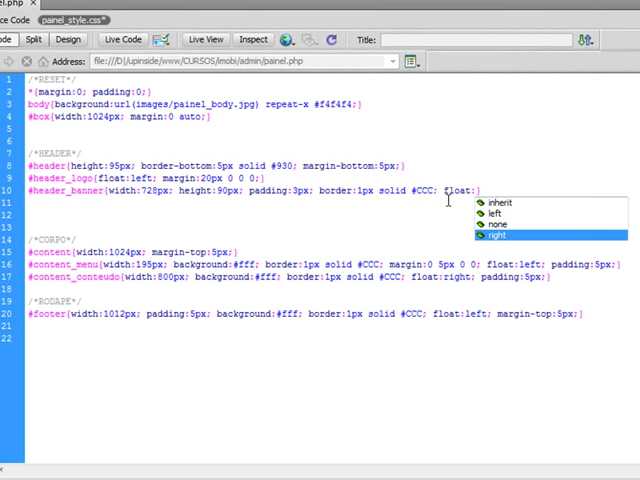 el.php
ce Code painel_style.css*
ode Split Design Live Code Live View Inspect Title:
Address: file:///D|/upinside/www/CURSOS/imobi/admin/painel.php
1 /*RESET*/
2 *{margin:0; padding:0;}
3 body{background:url(images/painel_body.jpg) repeat-x #f4f4f4;}
4 #box{width:1024px; margin:0 auto;}
5
6
7 /*HEADER*/
8 #header{height:95px; border-bottom:5px solid #930; margin-bottom:5px;}
9 #header_logo{float:left; margin:20px 0 0 0;}
10 #header_banner{width:728px; height:90px; padding:3px; border:1px solid #CCC; float:}
inherit
11
left
12
none
13
right
14 /*CORPO*/
15 #content{width:1024px; margin-top:5px;}
16 #content_menu{width:195px; background:#fff; border:1px solid #CCC; margin:0 5px 0 0; float:left; padding:5px;}
17 #content_conteudo{width:800px; background:#fff; border:1px solid #CCC; float:right; padding:5px;}
18
19 /*RODAPE*/
20 #footer{width:1012px; padding:5px; background:#fff; border:1px solid #CCC; float:left; margin-top:5px;}
21
22